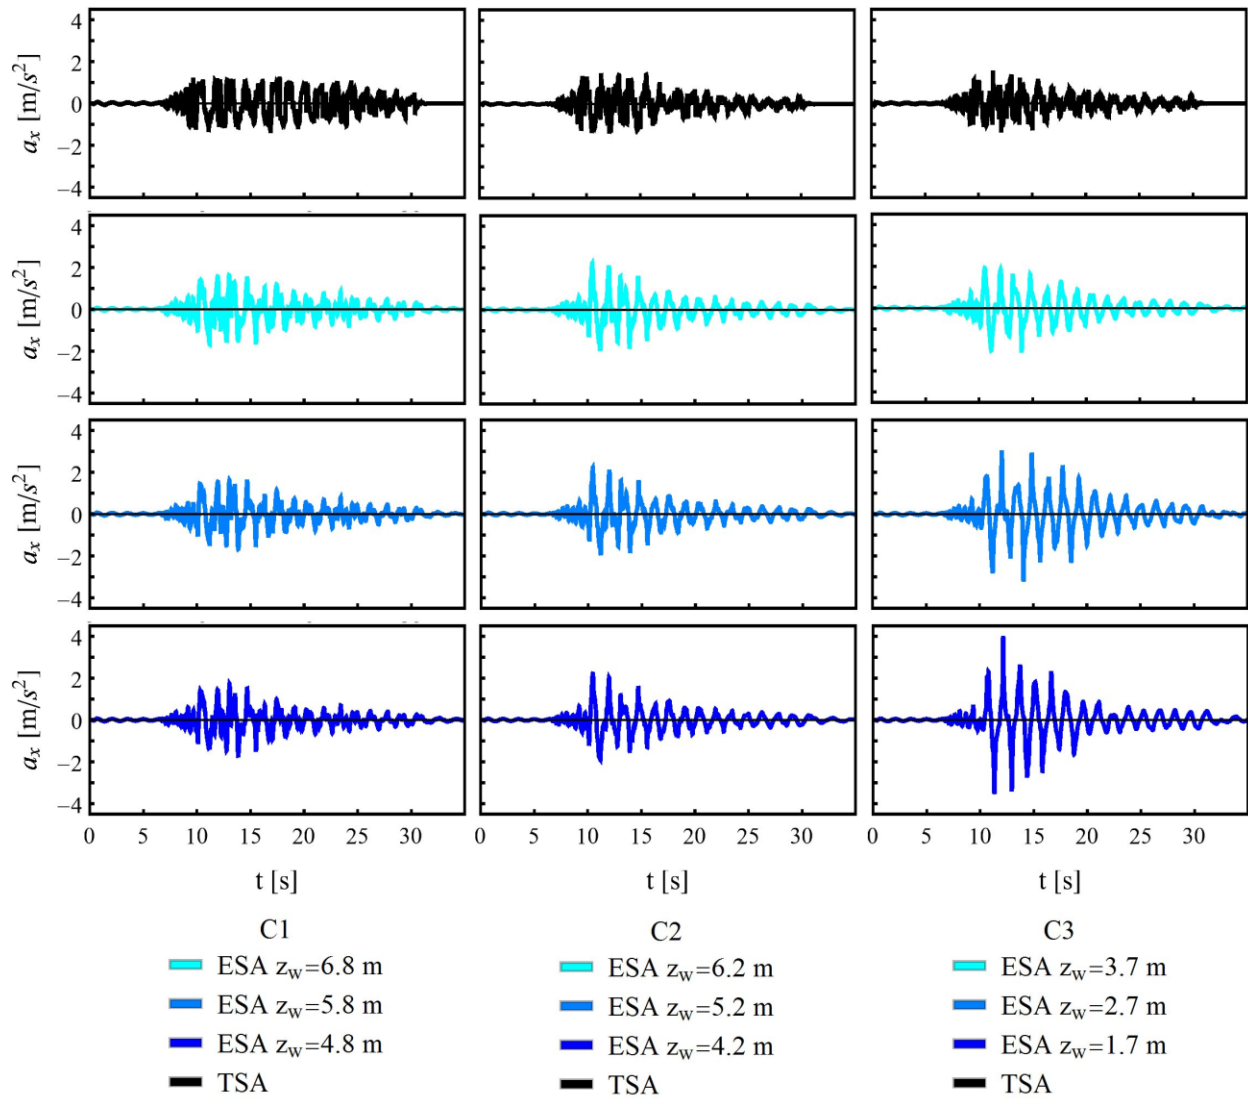 4
2
0
−2
−4
a_x [m/s²]
4
2
0
−2
−4
a_x [m/s²]
4
2
0
−2
−4
a_x [m/s²]
4
2
0
−2
−4
a_x [m/s²]
0 5 10 15 20 25 30 0 5 10 15 20 25 30 0 5 10 15 20 25 30
t [s] t [s] t [s]
C1
ESA z_w=6.8 m
ESA z_w=5.8 m
ESA z_w=4.8 m
TSA
C2
ESA z_w=6.2 m
ESA z_w=5.2 m
ESA z_w=4.2 m
TSA
C3
ESA z_w=3.7 m
ESA z_w=2.7 m
ESA z_w=1.7 m
TSA